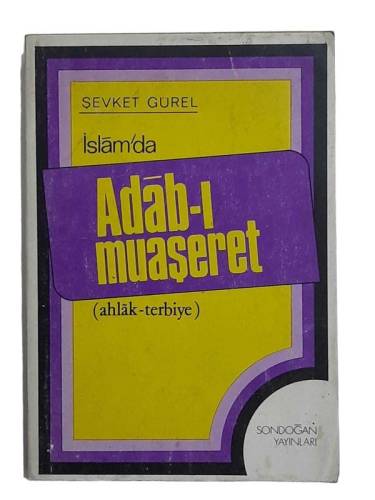 ŞEVKET GÜREL
İslâm'da
Adâb-ı
muaşeret
(ahlâk-terbiye)
SONDOĞAN
YAYINLARI